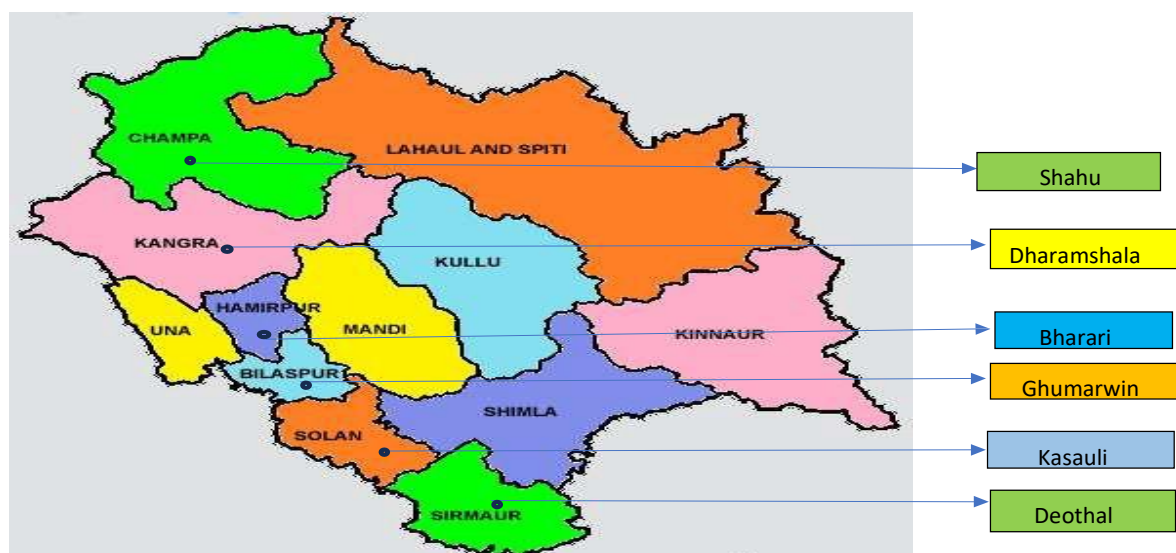 CHAMPA
LAHAUL AND SPITI
Shahu
KANGRA
Dharamshala
KULLU
HAMIRPUR
UNA
MANDI
KINNAUR
Bharari
BILASPUR
Ghumarwin
SHIMLA
SOLAN
Kasauli
SIRMAUR
Deothal